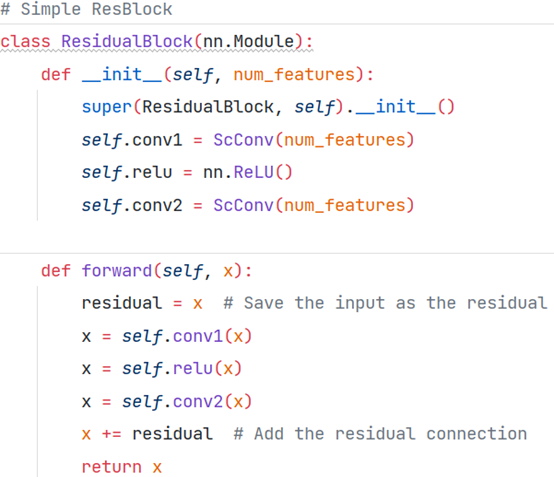 # Simple ResBlock
class ResidualBlock(nn.Module):
    def __init__(self, num_features):
        super(ResidualBlock, self).__init__()
        self.conv1 = ScConv(num_features)
        self.relu = nn.ReLU()
        self.conv2 = ScConv(num_features)
    def forward(self, x):
        residual = x  # Save the input as the residual
        x = self.conv1(x)
        x = self.relu(x)
        x = self.conv2(x)
        x += residual  # Add the residual connection
        return x